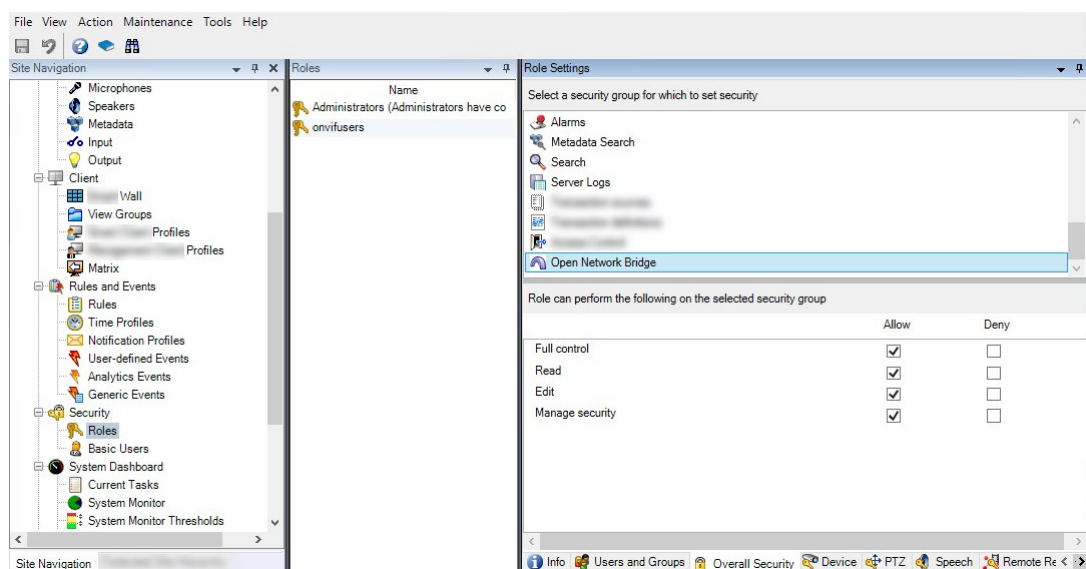 File View Action Maintenance Tools Help
Site Navigation
Microphones
Speakers
Metadata
Input
Output
Client
Wall
View Groups
Profiles
Profiles
Matrix
Rules and Events
Rules
Time Profiles
Notification Profiles
User-defined Events
Analytics Events
Generic Events
Security
Roles
Basic Users
System Dashboard
Current Tasks
System Monitor
System Monitor Thresholds
Site Navigation
Roles
Name
Administrators (Administrators have co
onvifusers
Role Settings
Select a security group for which to set security
Alarms
Metadata Search
Search
Server Logs
Open Network Bridge
Role can perform the following on the selected security group
Allow Deny
Full control
Read
Edit
Manage security
Info Users and Groups Overall Security Device PTZ Speech Remote Re